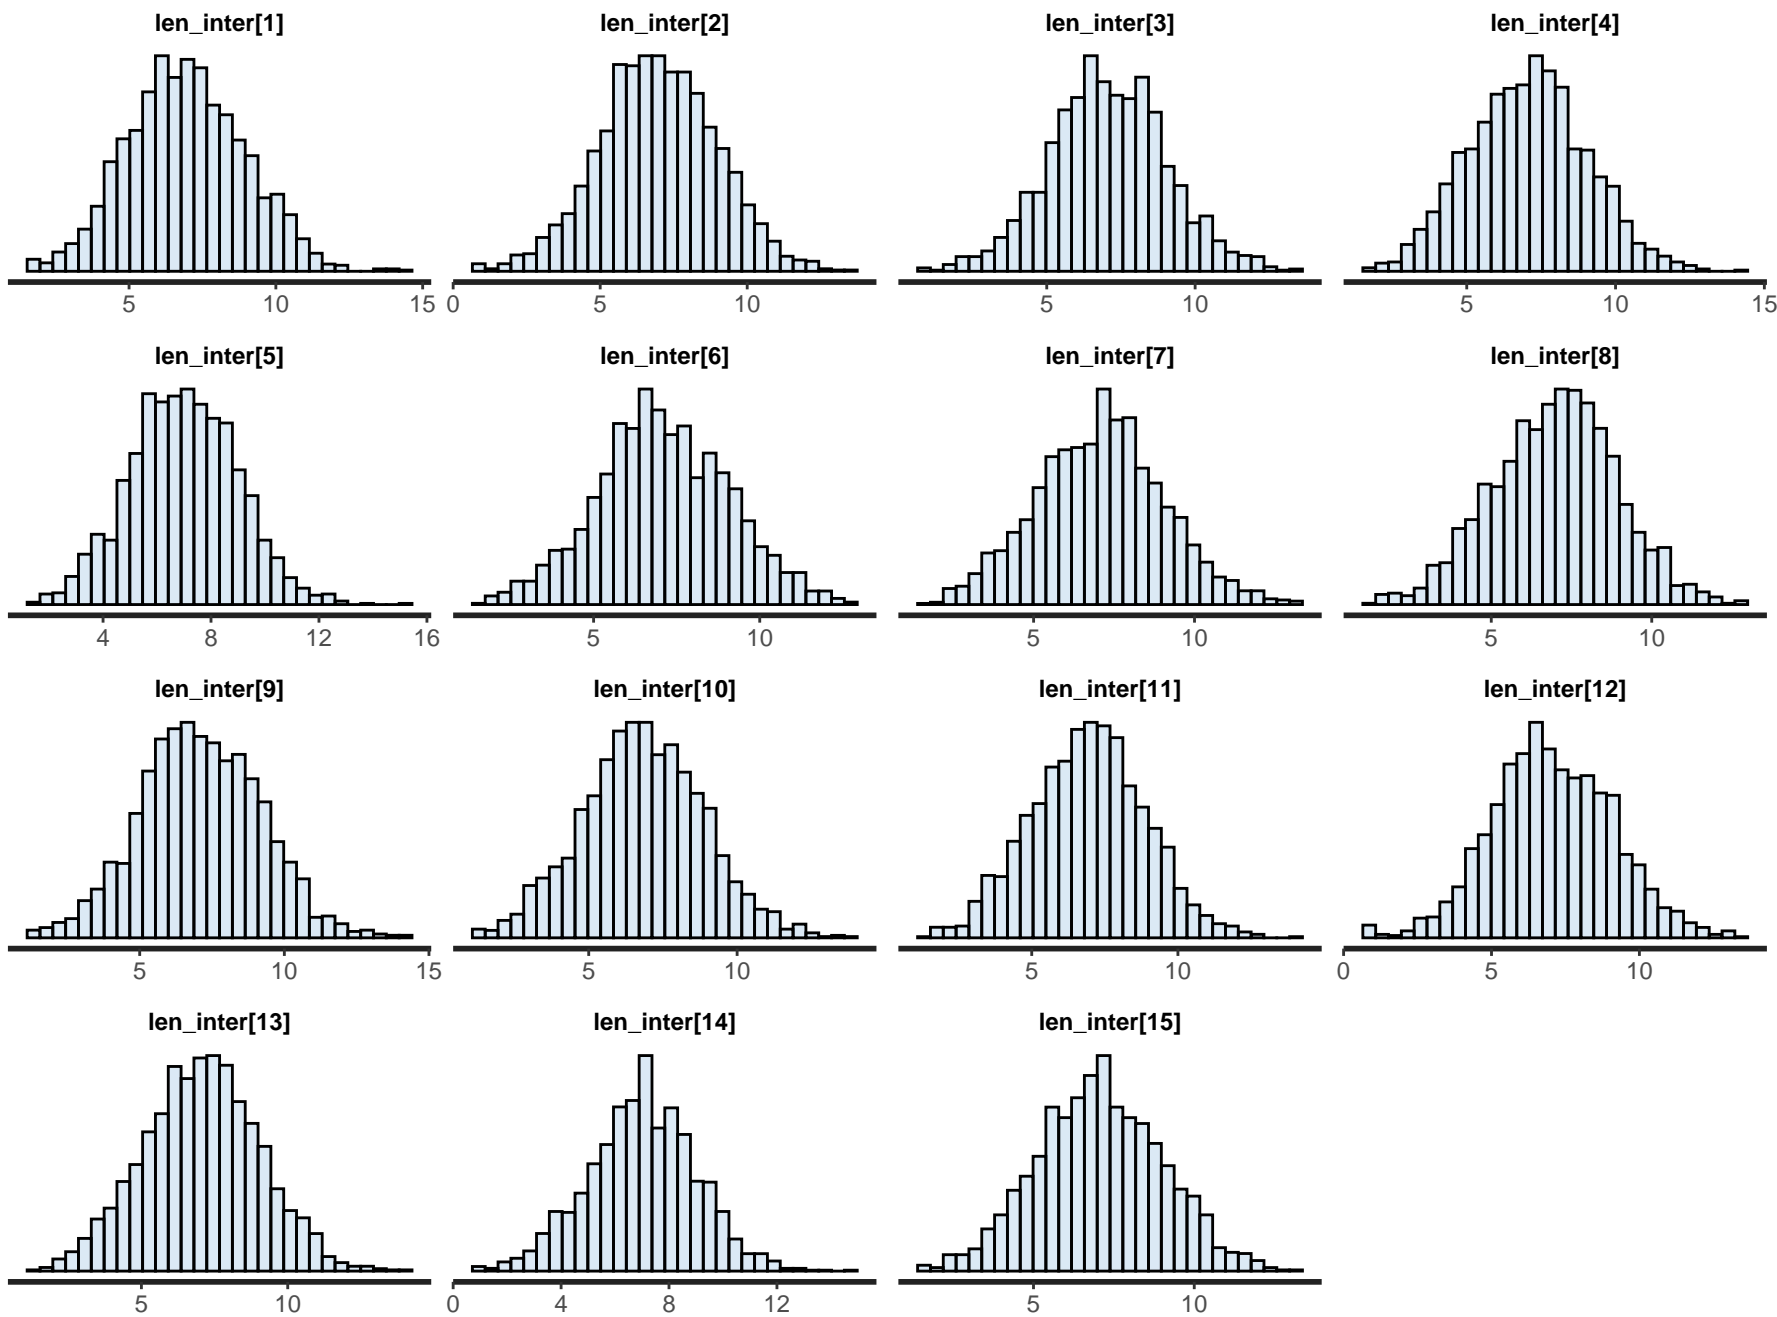 len_inter[1] len_inter[2] len_inter[3] len_inter[4]
5 10 15 0 5 10 5 10 5 10 15
len_inter[5] len_inter[6] len_inter[7] len_inter[8]
4 8 12 16 5 10 5 10 5 10
len_inter[9] len_inter[10] len_inter[11] len_inter[12]
5 10 15 5 10 5 10 0 5 10
len_inter[13] len_inter[14] len_inter[15]
5 10 0 4 8 12 5 10